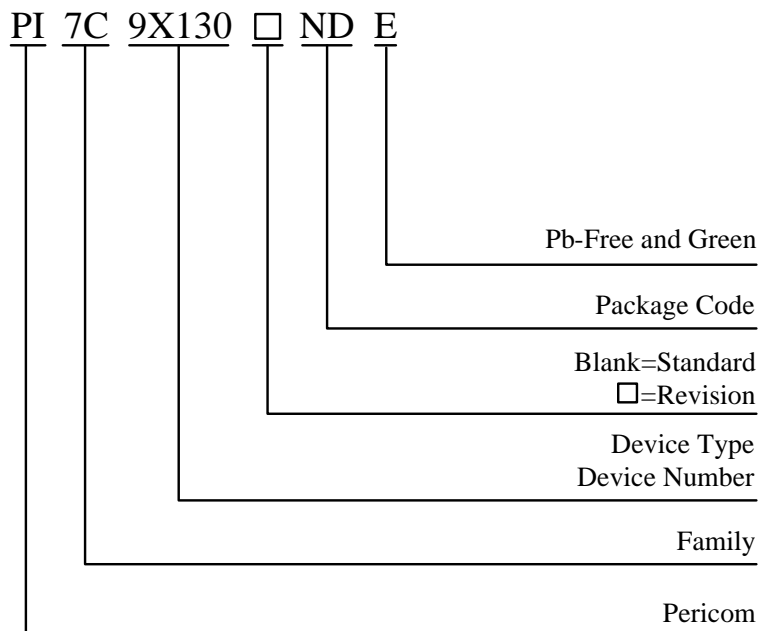 PI 7C 9X130 □ ND E
Pb-Free and Green
Package Code
Blank=Standard
□=Revision
Device Type
Device Number
Family
Pericom